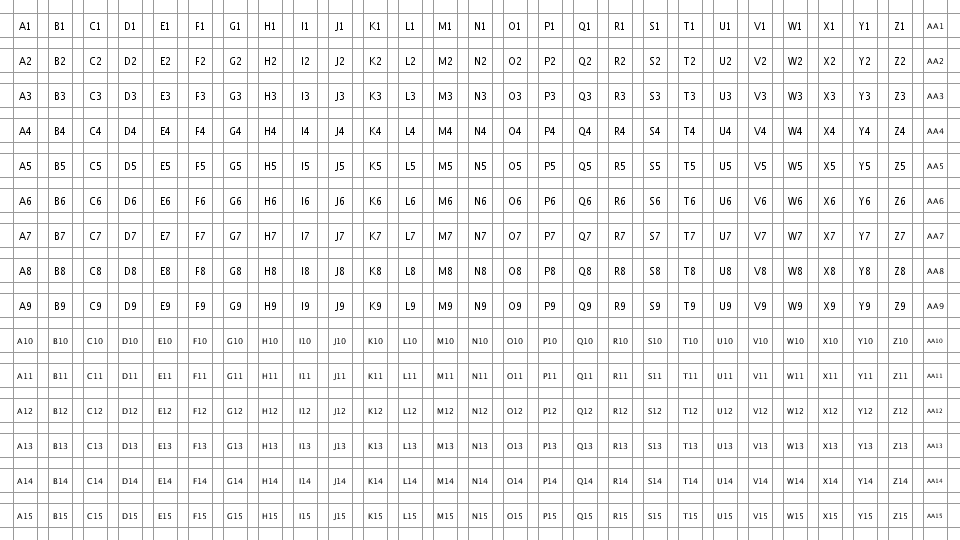 A1 B1 C1 D1 E1 F1 G1 H1 I1 J1 K1 L1 M1 N1 O1 P1 Q1 R1 S1 T1 U1 V1 W1 X1 Y1 Z1 AA1
A2 B2 C2 D2 E2 F2 G2 H2 I2 J2 K2 L2 M2 N2 O2 P2 Q2 R2 S2 T2 U2 V2 W2 X2 Y2 Z2 AA2
A3 B3 C3 D3 E3 F3 G3 H3 I3 J3 K3 L3 M3 N3 O3 P3 Q3 R3 S3 T3 U3 V3 W3 X3 Y3 Z3 AA3
A4 B4 C4 D4 E4 F4 G4 H4 I4 J4 K4 L4 M4 N4 O4 P4 Q4 R4 S4 T4 U4 V4 W4 X4 Y4 Z4 AA4
A5 B5 C5 D5 E5 F5 G5 H5 I5 J5 K5 L5 M5 N5 O5 P5 Q5 R5 S5 T5 U5 V5 W5 X5 Y5 Z5 AA5
A6 B6 C6 D6 E6 F6 G6 H6 I6 J6 K6 L6 M6 N6 O6 P6 Q6 R6 S6 T6 U6 V6 W6 X6 Y6 Z6 AA6
A7 B7 C7 D7 E7 F7 G7 H7 I7 J7 K7 L7 M7 N7 O7 P7 Q7 R7 S7 T7 U7 V7 W7 X7 Y7 Z7 AA7
A8 B8 C8 D8 E8 F8 G8 H8 I8 J8 K8 L8 M8 N8 O8 P8 Q8 R8 S8 T8 U8 V8 W8 X8 Y8 Z8 AA8
A9 B9 C9 D9 E9 F9 G9 H9 I9 J9 K9 L9 M9 N9 O9 P9 Q9 R9 S9 T9 U9 V9 W9 X9 Y9 Z9 AA9
A10 B10 C10 D10 E10 F10 G10 H10 I10 J10 K10 L10 M10 N10 O10 P10 Q10 R10 S10 T10 U10 V10 W10 X10 Y10 Z10 AA10
A11 B11 C11 D11 E11 F11 G11 H11 I11 J11 K11 L11 M11 N11 O11 P11 Q11 R11 S11 T11 U11 V11 W11 X11 Y11 Z11 AA11
A12 B12 C12 D12 E12 F12 G12 H12 I12 J12 K12 L12 M12 N12 O12 P12 Q12 R12 S12 T12 U12 V12 W12 X12 Y12 Z12 AA12
A13 B13 C13 D13 E13 F13 G13 H13 I13 J13 K13 L13 M13 N13 O13 P13 Q13 R13 S13 T13 U13 V13 W13 X13 Y13 Z13 AA13
A14 B14 C14 D14 E14 F14 G14 H14 I14 J14 K14 L14 M14 N14 O14 P14 Q14 R14 S14 T14 U14 V14 W14 X14 Y14 Z14 AA14
A15 B15 C15 D15 E15 F15 G15 H15 I15 J15 K15 L15 M15 N15 O15 P15 Q15 R15 S15 T15 U15 V15 W15 X15 Y15 Z15 AA15